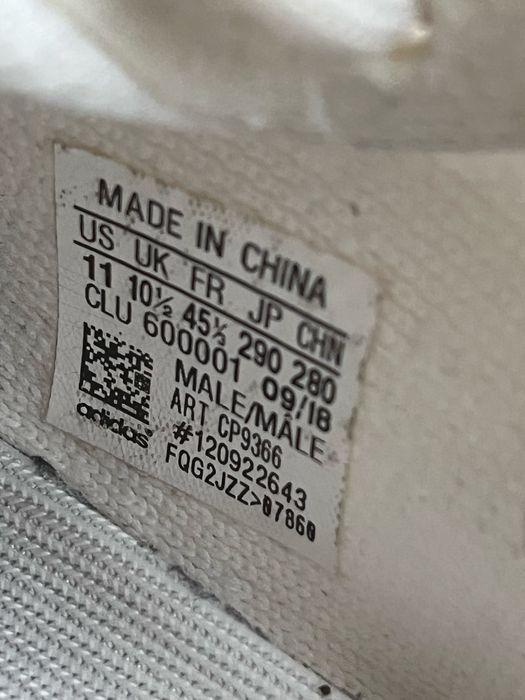 MADE IN CHINA
US UK FR JP CHN
11 10½ 45⅓ 290 280
CLU 600001 09/18
MALE/MÂLE
ART CP9366
#120922643
FQG2JZZ>07860
adidas